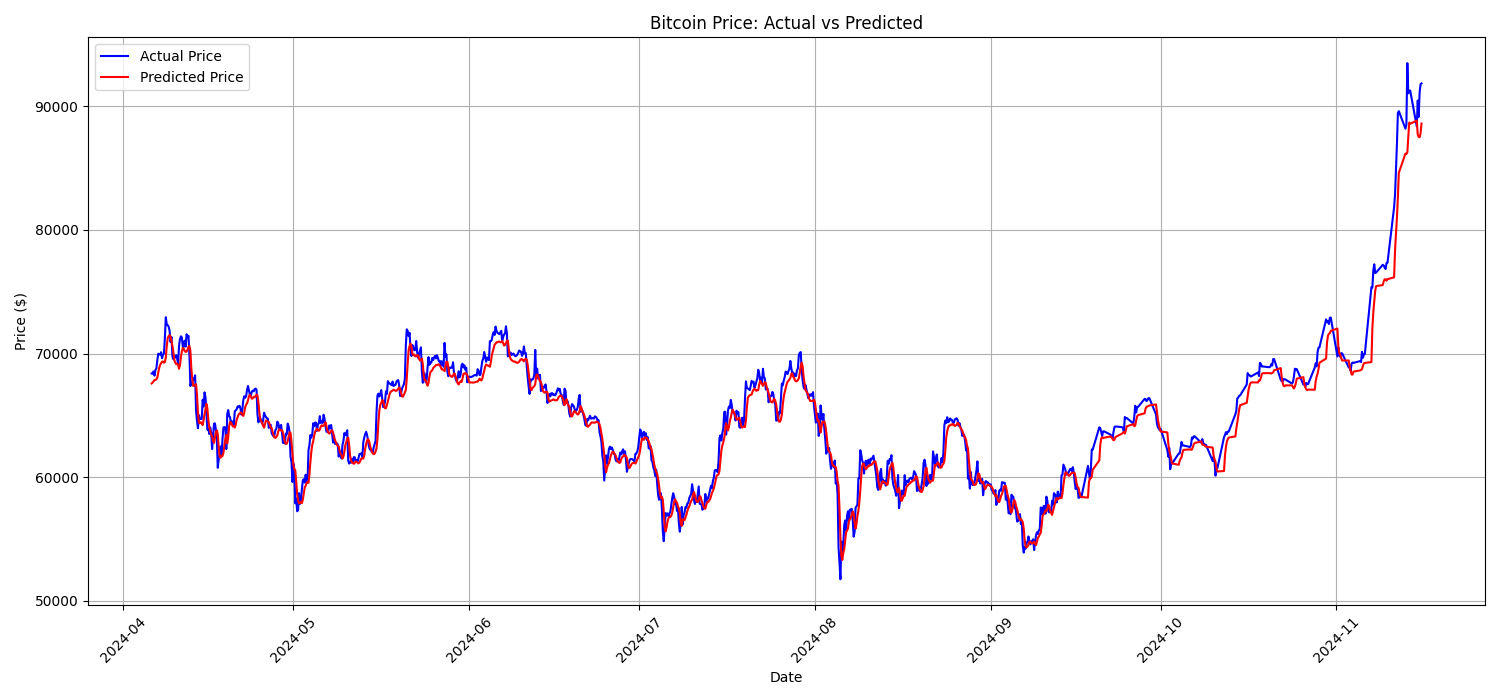 Bitcoin Price: Actual vs Predicted
Actual Price
Predicted Price
Price ($)
90000
80000
70000
60000
50000
2024-04
2024-05
2024-06
2024-07
2024-08
2024-09
2024-10
2024-11
Date